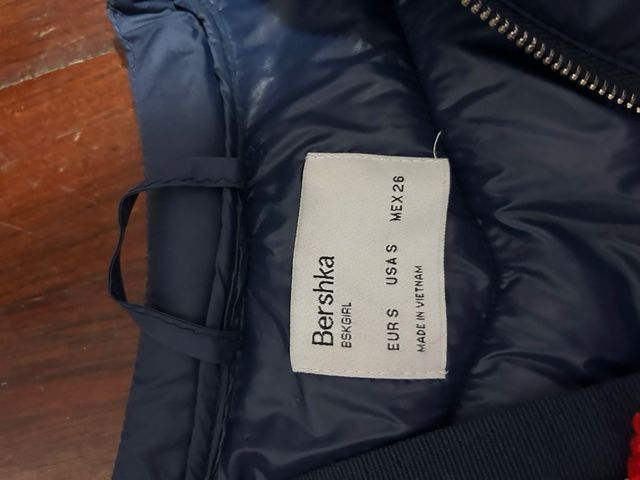 Bershka
BSKGIRL
EUR S USA S MEX 26
MADE IN VIETNAM